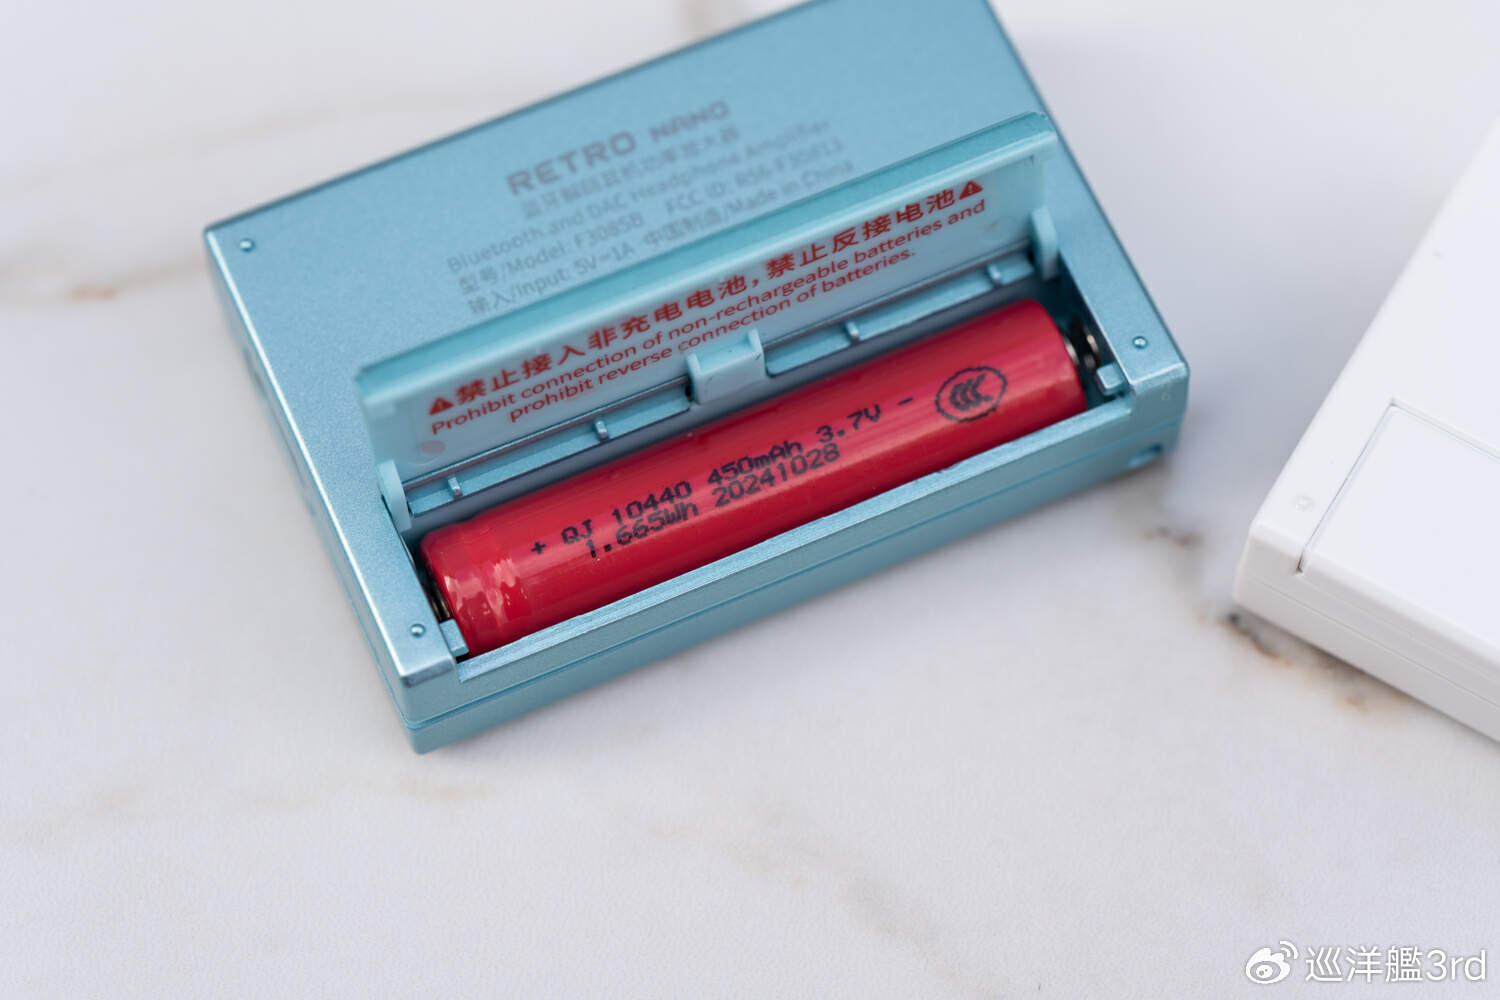 RETRO NANO
蓝牙解码耳机功率放大器
Bluetooth and DAC Headphone Amplifier
型号/Model: F3085B FCC ID: RS6-F30813
输入/Input: 5V⎓1A 中国制造/Made in China
⚠禁止接入非充电电池，禁止反接电池⚠
Prohibit connection of non-rechargeable batteries and
prohibit reverse connection of batteries.
+ QJ 10440 450mAh 3.7V -
1.665Wh 20241028
CCC
巡洋艦3rd